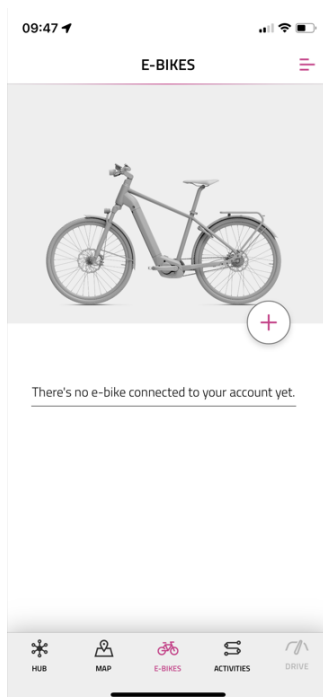 09:47
E-BIKES
There's no e-bike connected to your account yet.
HUB
MAP
E-BIKES
ACTIVITIES
DRIVE